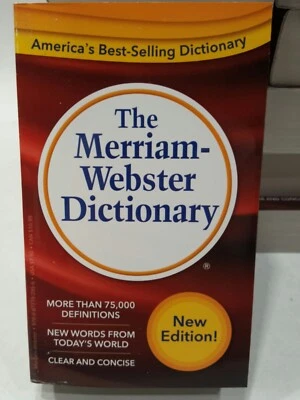 America's Best-Selling Dictionary
The
Merriam-
Webster
Dictionary
®
MORE THAN 75,000
DEFINITIONS
NEW WORDS FROM
TODAY'S WORLD
CLEAR AND CONCISE
New
Edition!